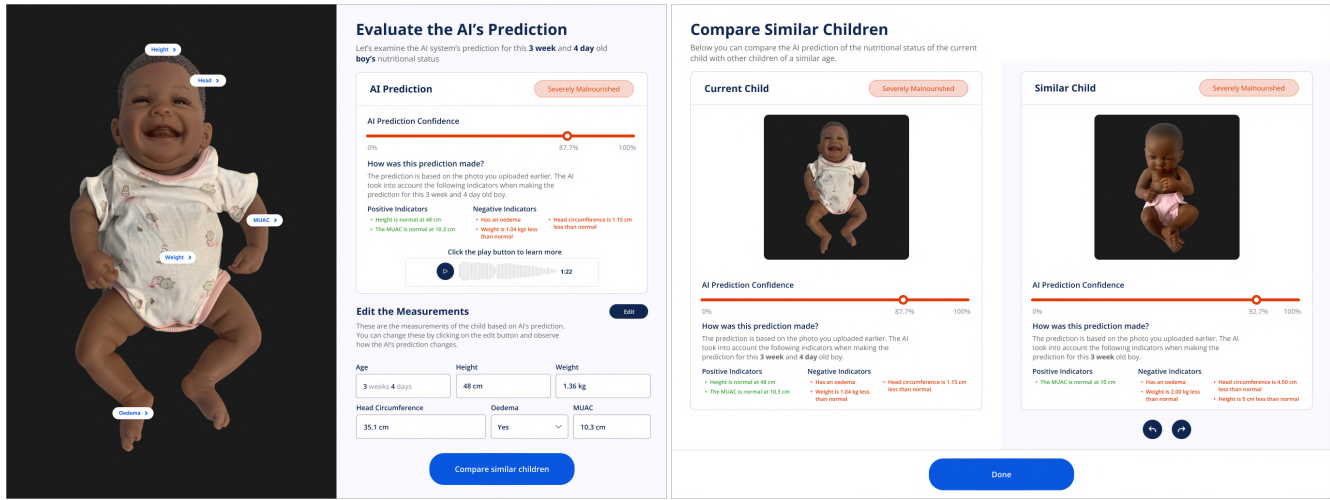 Height >
Head >
MUAC >
Weight >
Oedema >
Evaluate the AI's Prediction
Let's examine the AI system's prediction for this 3 week and 4 day old
boy's nutritional status
AI Prediction
Severely Malnourished
AI Prediction Confidence
0%
87.7%
100%
How was this prediction made?
The prediction is based on the photo you uploaded earlier. The AI
took into account the following indicators when making the
prediction for this 3 week and 4 day old boy.
Positive Indicators
• Height is normal at 48 cm
• The MUAC is normal at 10.3 cm
Negative Indicators
• Has an oedema
• Weight is 1.04 kgs less
than normal
• Head circumference is 1.15 cm
less than normal
Click the play button to learn more
1:22
Edit the Measurements
Edit
These are the measurements of the child based on AI's prediction.
You can change these by clicking on the edit button and observe
how the AI's prediction changes.
Age
Height
Weight
3 weeks 4 days
48 cm
1.36 kg
Head Circumference
Oedema
MUAC
35.1 cm
Yes
10.3 cm
Compare similar children
Compare Similar Children
Below you can compare the AI prediction of the nutritional status of the current
child with other children of a similar age.
Current Child
Severely Malnourished
AI Prediction Confidence
0%
87.7%
100%
How was this prediction made?
The prediction is based on the photo you uploaded earlier. The AI
took into account the following indicators when making the
prediction for this 3 week and 4 day old boy.
Positive Indicators
• Height is normal at 48 cm
• The MUAC is normal at 10.3 cm
Negative Indicators
• Has an oedema
• Weight is 1.04 kg less
than normal
• Head circumference is 1.15 cm
less than normal
Similar Child
Severely Malnourished
AI Prediction Confidence
0%
92.7%
100%
How was this prediction made?
The prediction is based on the photo you uploaded earlier. The AI
took into account the following indicators when making the
prediction for this 3 week old boy.
Positive Indicators
• The MUAC is normal at 10 cm
Negative Indicators
• Has an oedema
• Weight is 2.00 kg less
than normal
• Head circumference is 4.50 cm
less than normal
• Height is 5 cm less than normal
Done